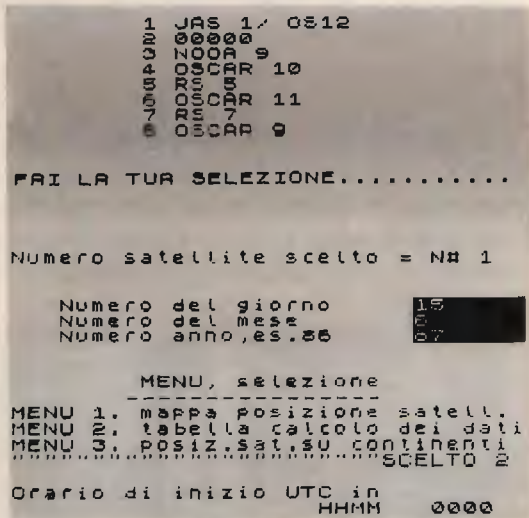 1 JAS 1/ OS12
2 00000
3 NOOA 9
4 OSCAR 10
5 RS 5
6 OSCAR 11
7 RS 7
8 OSCAR 9
FAI LA TUA SELEZIONE...........
Numero satellite scelto = N# 1
Numero del giorno 15
Numero del mese
Numero anno,es.86 87
MENU, selezione
MENU 1. mappa posizione satell.
MENU 2. tabella calcolo dei dati
MENU 3. posiz.sat.su continenti
SCELTO 2
Orario di inizio UTC in
HHMM 0000